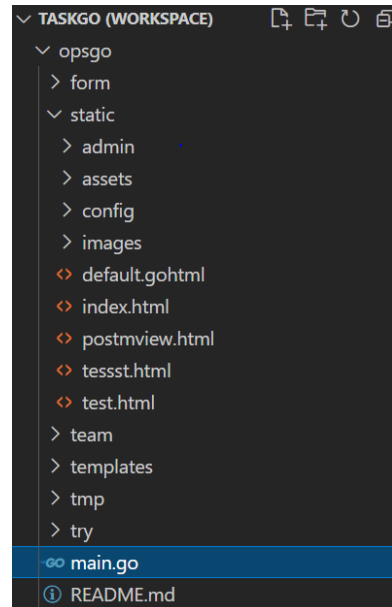 TASKGO (WORKSPACE)
opsgo
form
static
admin
assets
config
images
default.gohtml
index.html
postmview.html
tessst.html
test.html
team
templates
tmp
try
GO main.go
README.md